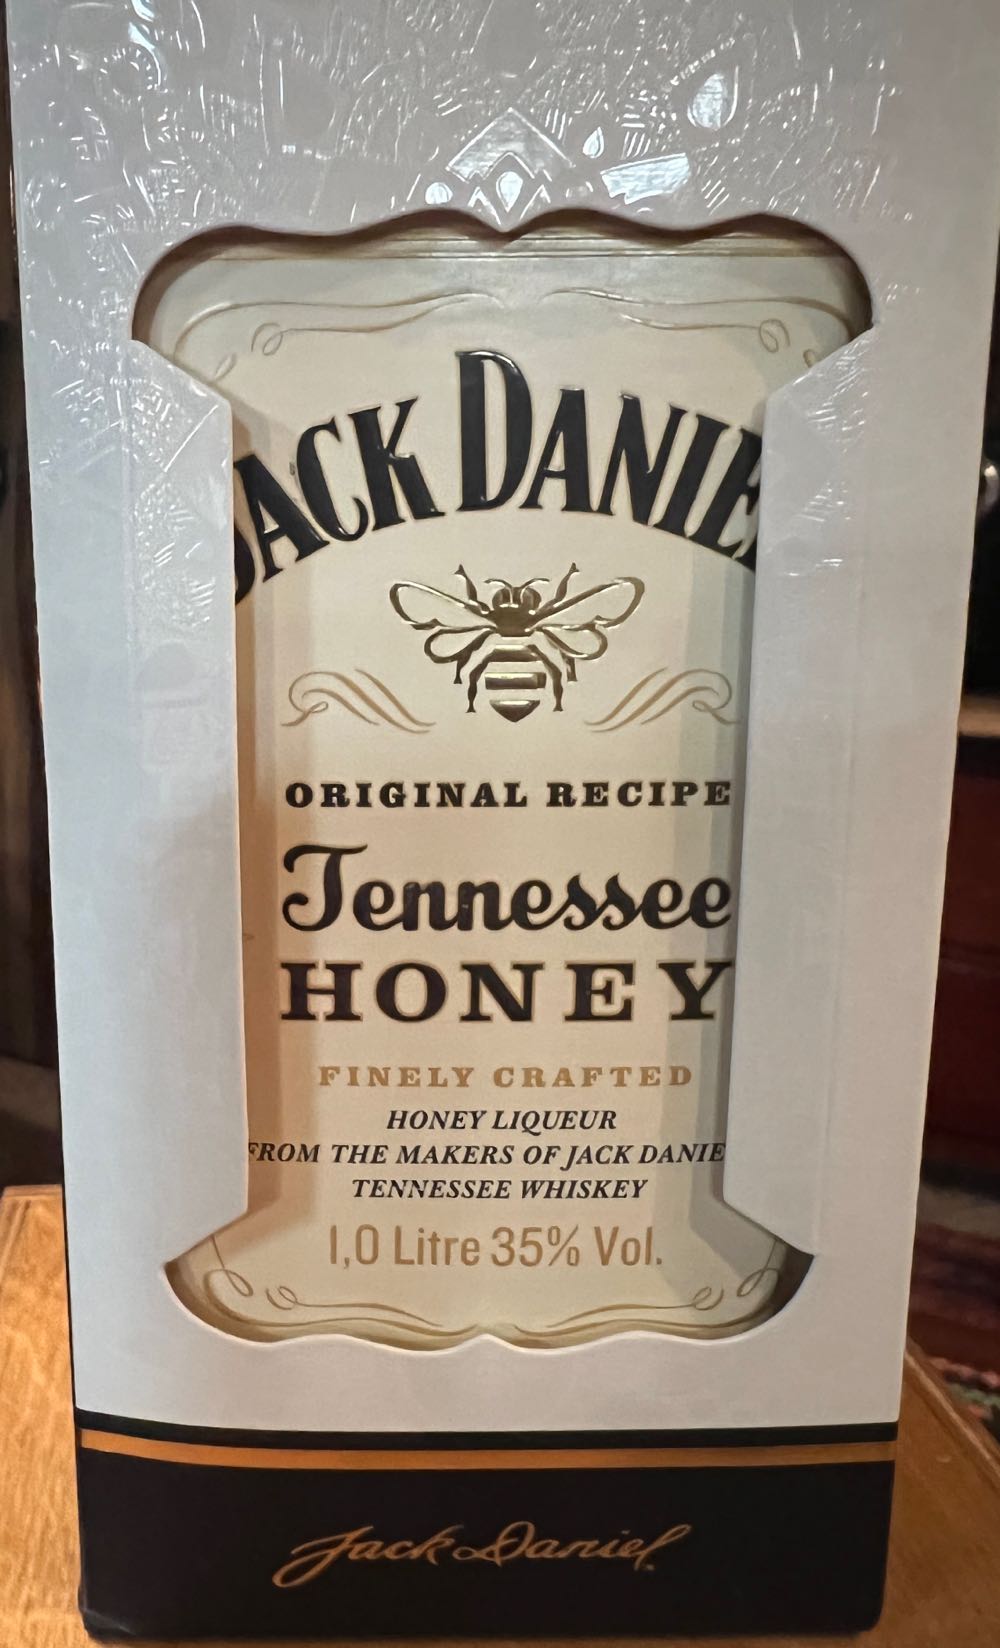 JACK DANIE
ORIGINAL RECIPE
Tennessee
HONEY
FINELY CRAFTED
HONEY LIQUEUR
FROM THE MAKERS OF JACK DANIE
TENNESSEE WHISKEY
1,0 Litre 35% Vol.
Jack Daniel